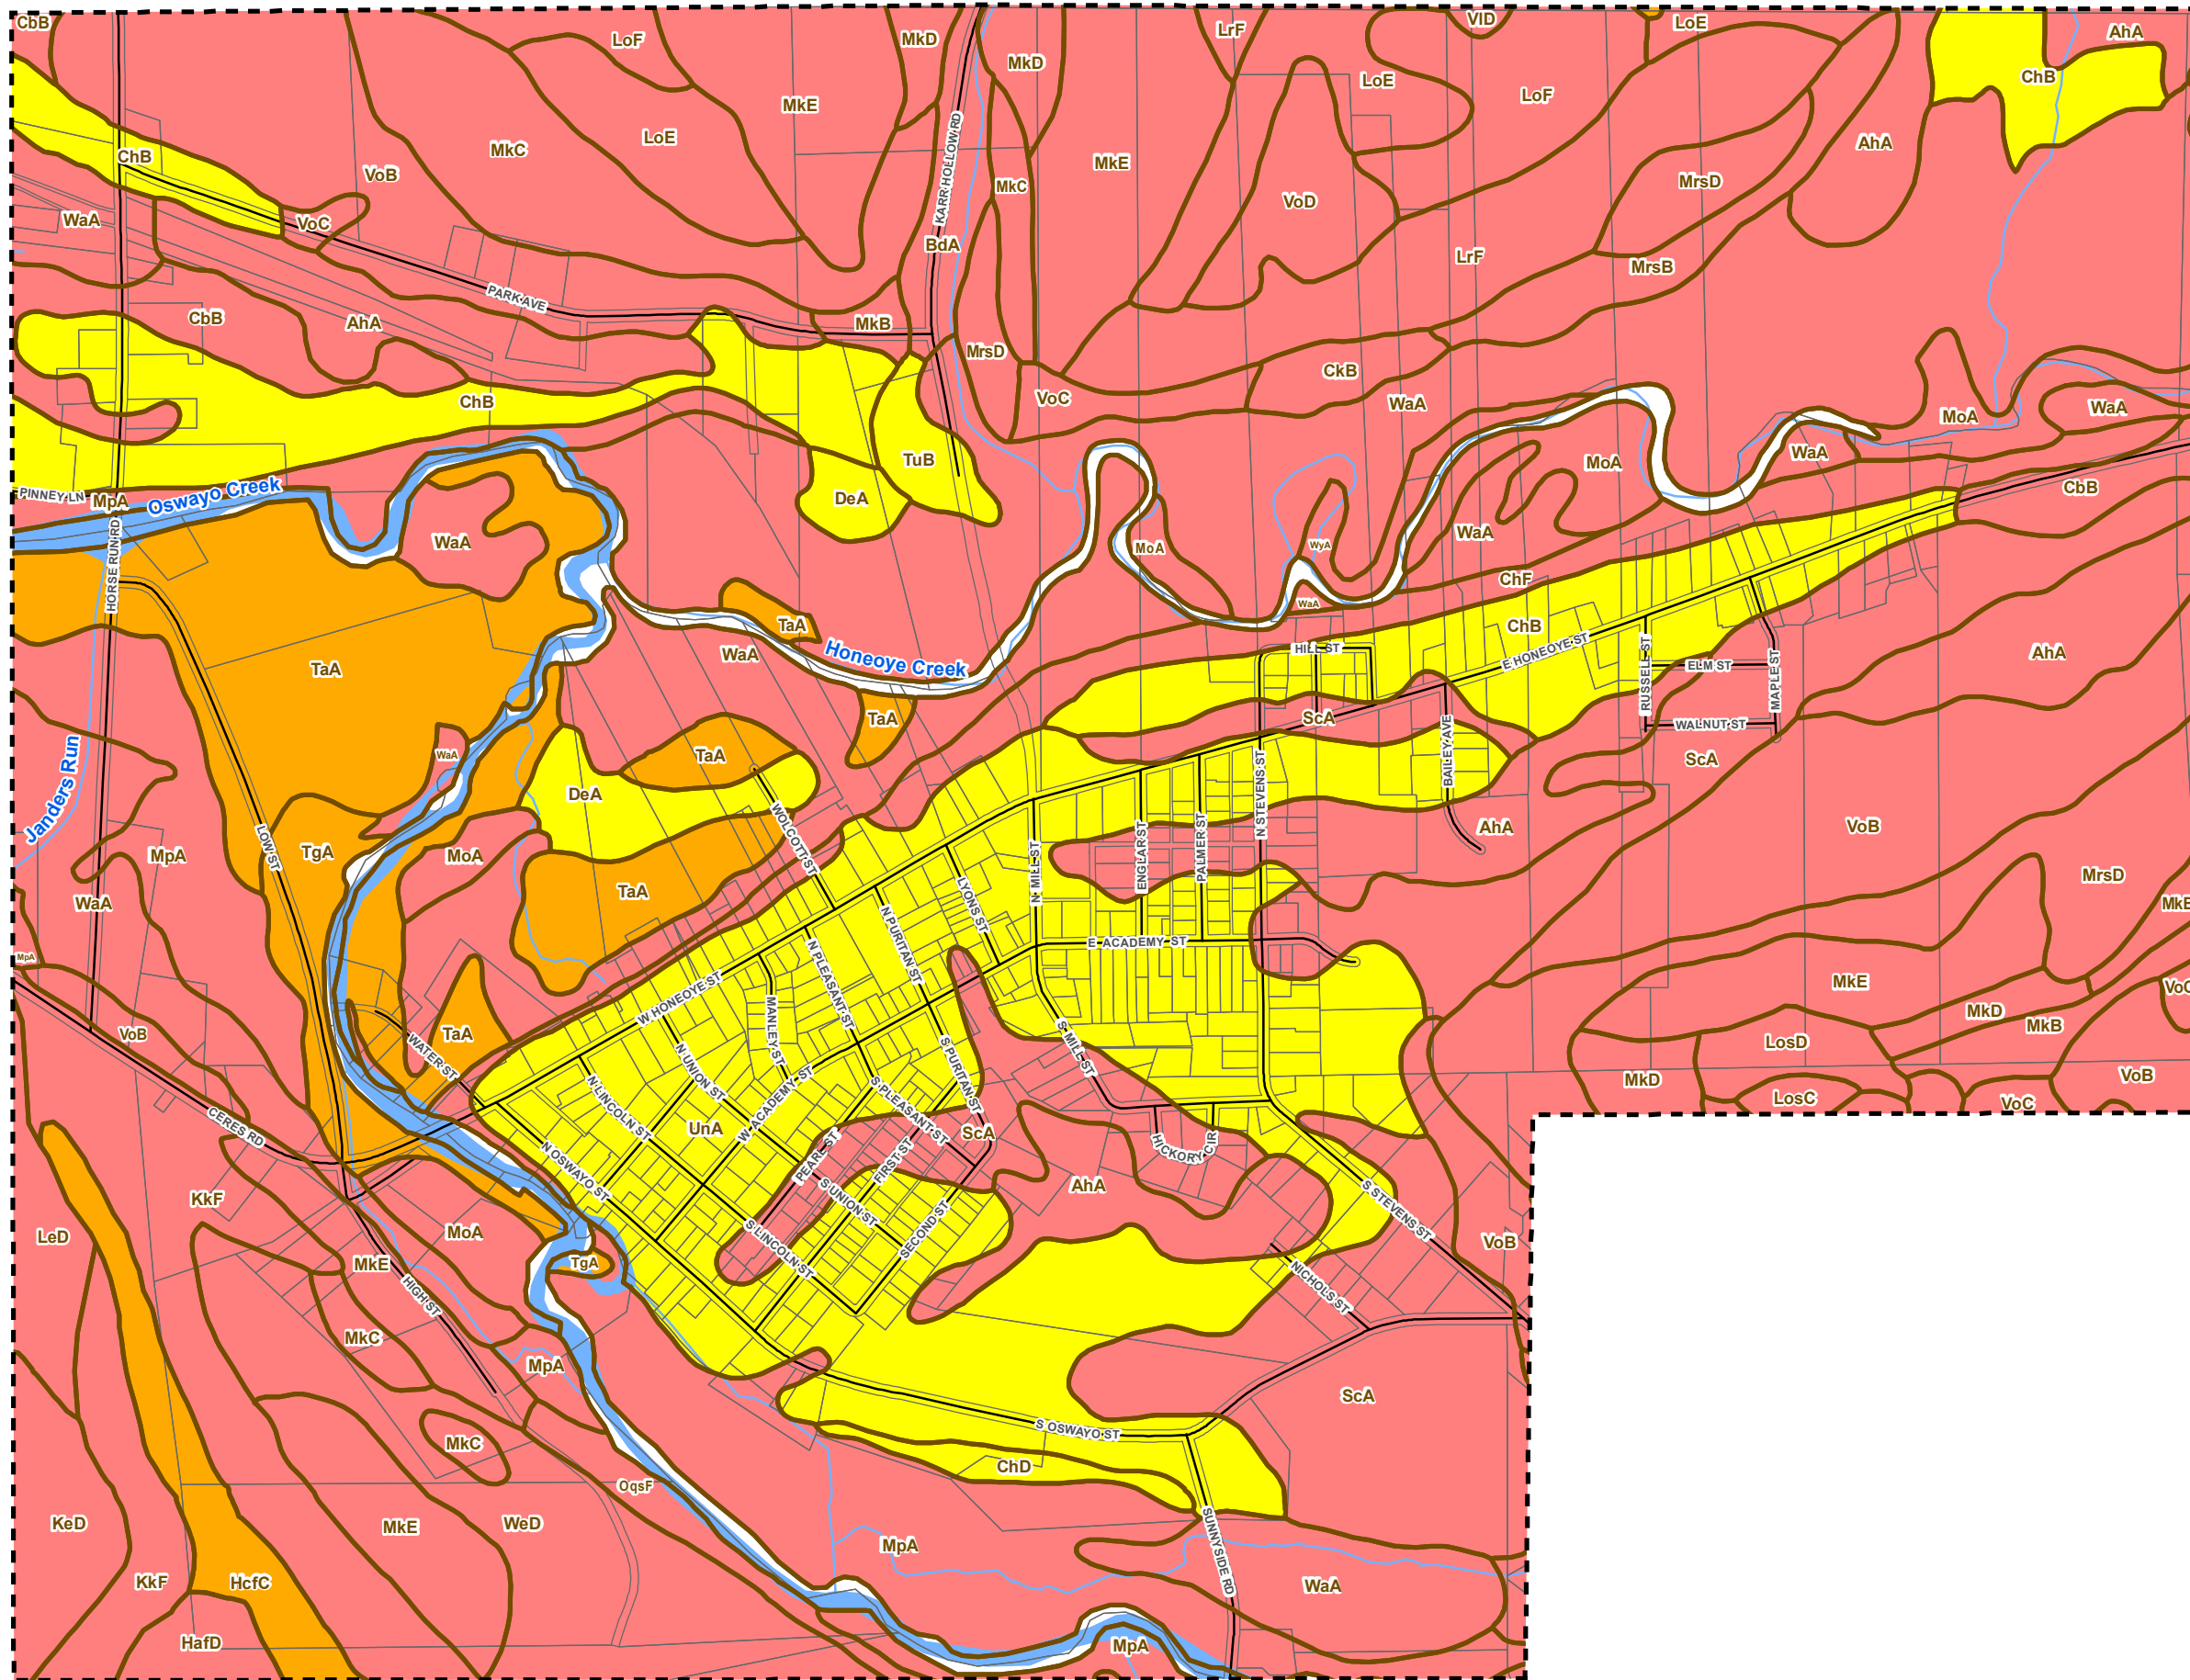 CbB
LoF
MkD
MkD
LrF
VlD
LoE
AhA
ChB
MkE
LoE
LoF
ChB
VoB
MkC
LoE
KARR HOLLOW RD
MkC
MkE
VoD
MrsD
AhA
WaA
VoC
BdA
LrF
MrsB
PARK AVE
CbB
AhA
MkB
MrsD
CkB
VoC
WaA
MoA
WaA
ChB
TuB
DeA
MoA
WaA
CbB
PINNEY LN
MpA
Oswayo Creek
HORSE RUN RD
WaA
MoA
WyA
WaA
ChF
WaA
TaA
TaA
WaA
Honeoye Creek
ChB
HILL ST
E HONEOYE ST
RUSSELL ST
ELM ST
MAPLE ST
AhA
TaA
ScA
WALNUT ST
Janders Run
WaA
TaA
BAILEY AVE
ScA
DeA
WOLCOTT ST
N STEVENS ST
LOW ST
TgA
MpA
MoA
N MILL ST
ENGLAR ST
PALMER ST
AhA
VoB
MrsD
WaA
TaA
LYONS ST
N PURITAN ST
MkE
MpA
N PLEASANT ST
E ACADEMY ST
W HONEOYE ST
MANLEY ST
MkE
VoC
VoB
TaA
WATER ST
S MILL ST
MkD
MkB
LosD
N UNION ST
S PURITAN ST
MkD
VoB
CERES RD
N LINCOLN ST
W ACADEMY ST
S PLEASANT ST
LosC
VoC
UnA
ScA
HICKORY CIR
PEARL ST
FIRST ST
N OSWAYO ST
KkF
AhA
S UNION ST
S STEVENS ST
LeD
MoA
SECOND ST
VoB
MkE
TgA
S LINCOLN ST
HIGH ST
NICHOLS ST
MkC
MpA
ScA
S OSWAYO ST
MkC
ChD
OqsF
KeD
MkE
WeD
SUNNYSIDE RD
MpA
KkF
HcfC
WaA
HafD
MpA